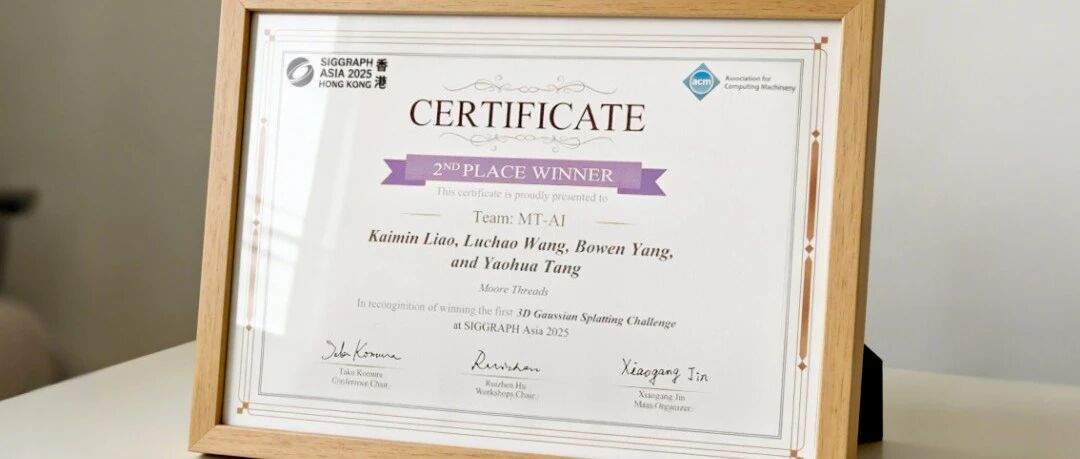 SIGGRAPH
ASIA 2025
HONG KONG
香港
acm
Association for
Computing Machinery
CERTIFICATE
2ND PLACE WINNER
This certificate is proudly presented to
Team: MT-AI
Kaimin Liao, Luchao Wang, Bowen Yang,
and Yaohua Tang
Moore Threads
In reconginition of winning the first 3D Gaussian Splatting Challenge
at SIGGRAPH Asia 2025
Taku Komura
Conference Chair
Ruizhen Hu
Workshops Chair
Xiaogang Jin
Xiaogang Jin
Main Organizer